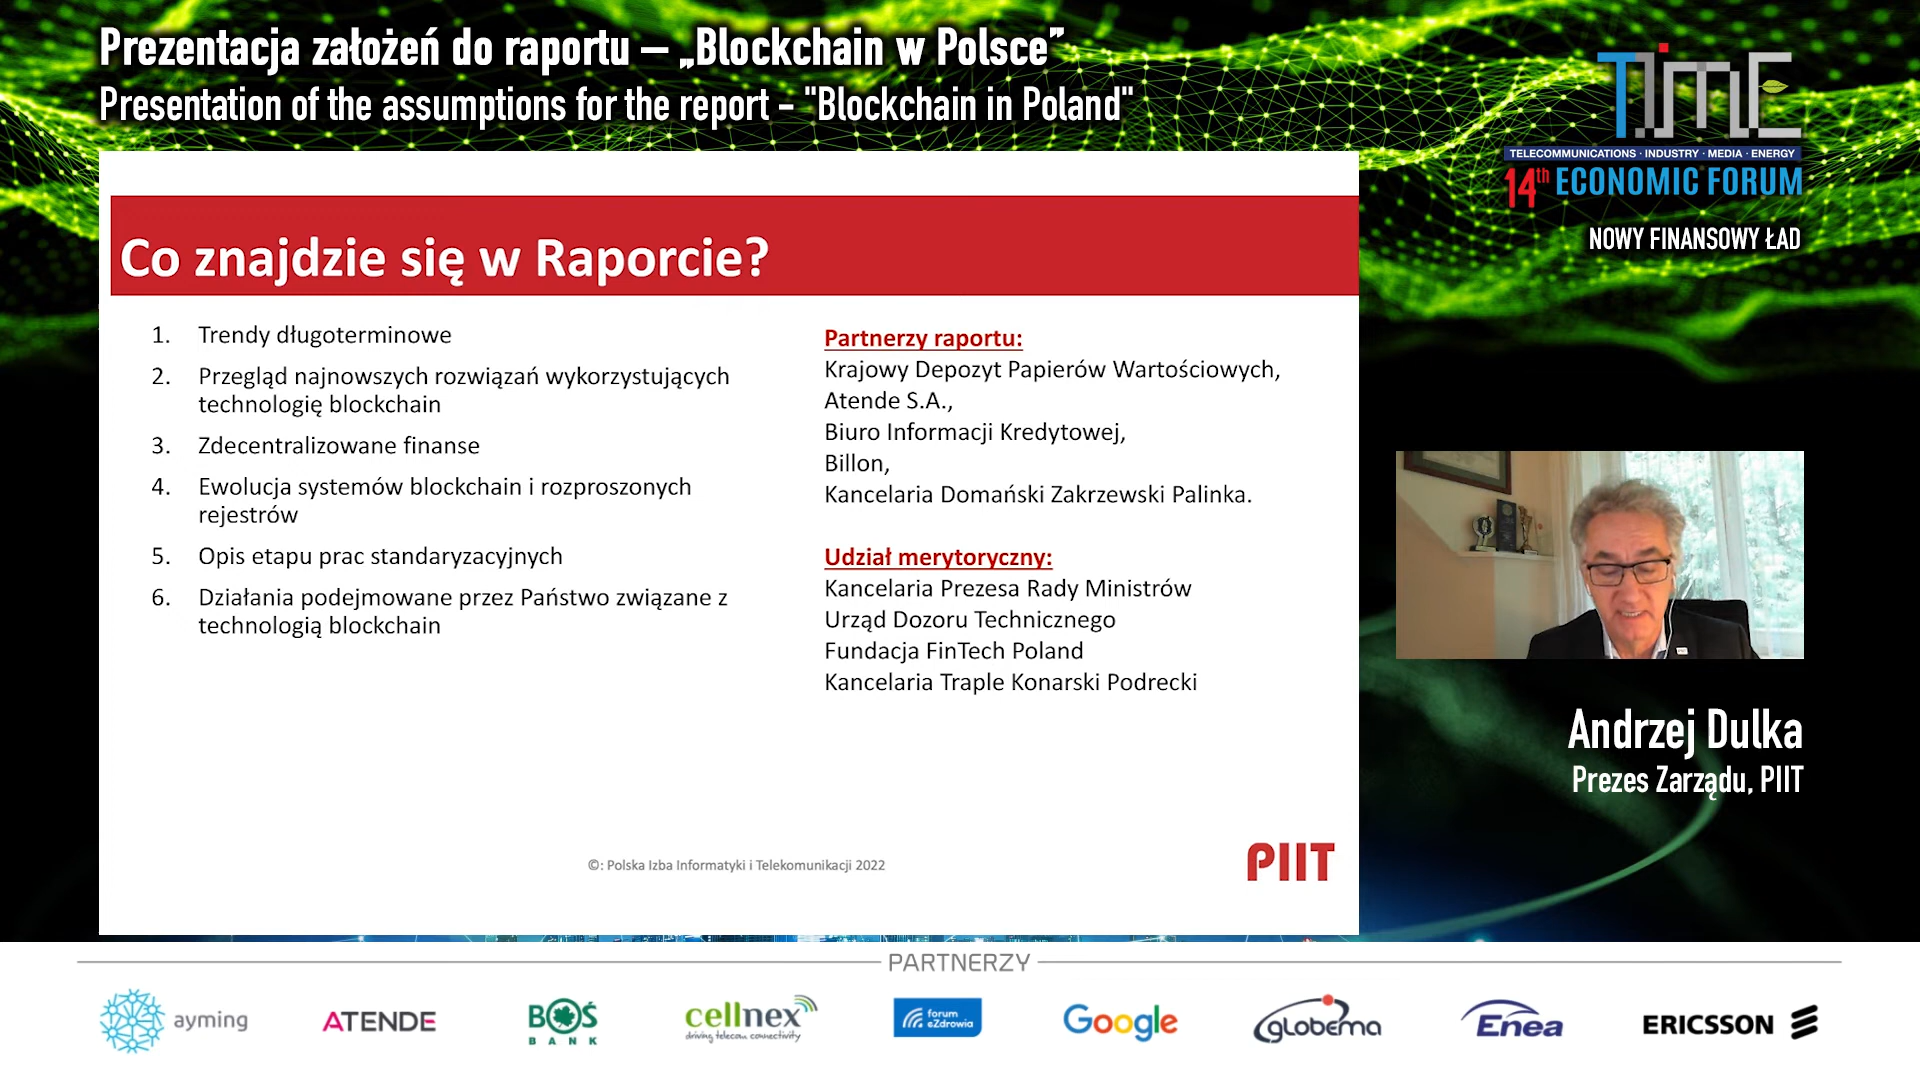 Prezentacja założeń do raportu – „Blockchain w Polsce”
Presentation of the assumptions for the report - "Blockchain in Poland"
TIME
TELECOMMUNICATIONS · INDUSTRY · MEDIA · ENERGY
14th ECONOMIC FORUM
NOWY FINANSOWY ŁAD
Co znajdzie się w Raporcie?
1. Trendy długoterminowe
2. Przegląd najnowszych rozwiązań wykorzystujących
technologię blockchain
3. Zdecentralizowane finanse
4. Ewolucja systemów blockchain i rozproszonych
rejestrów
5. Opis etapu prac standaryzacyjnych
6. Działania podejmowane przez Państwo związane z
technologią blockchain
Partnerzy raportu:
Krajowy Depozyt Papierów Wartościowych,
Atende S.A.,
Biuro Informacji Kredytowej,
Billon,
Kancelaria Domański Zakrzewski Palinka.
Udział merytoryczny:
Kancelaria Prezesa Rady Ministrów
Urząd Dozoru Technicznego
Fundacja FinTech Poland
Kancelaria Traple Konarski Podrecki
©: Polska Izba Informatyki i Telekomunikacji 2022
PIIT
Andrzej Dulka
Prezes Zarządu, PIIT
PARTNERZY
ayming
ATENDE
BOŚ
BANK
cellnex
driving telecom connectivity
forum
eZdrowia
Google
globema
Enea
ERICSSON